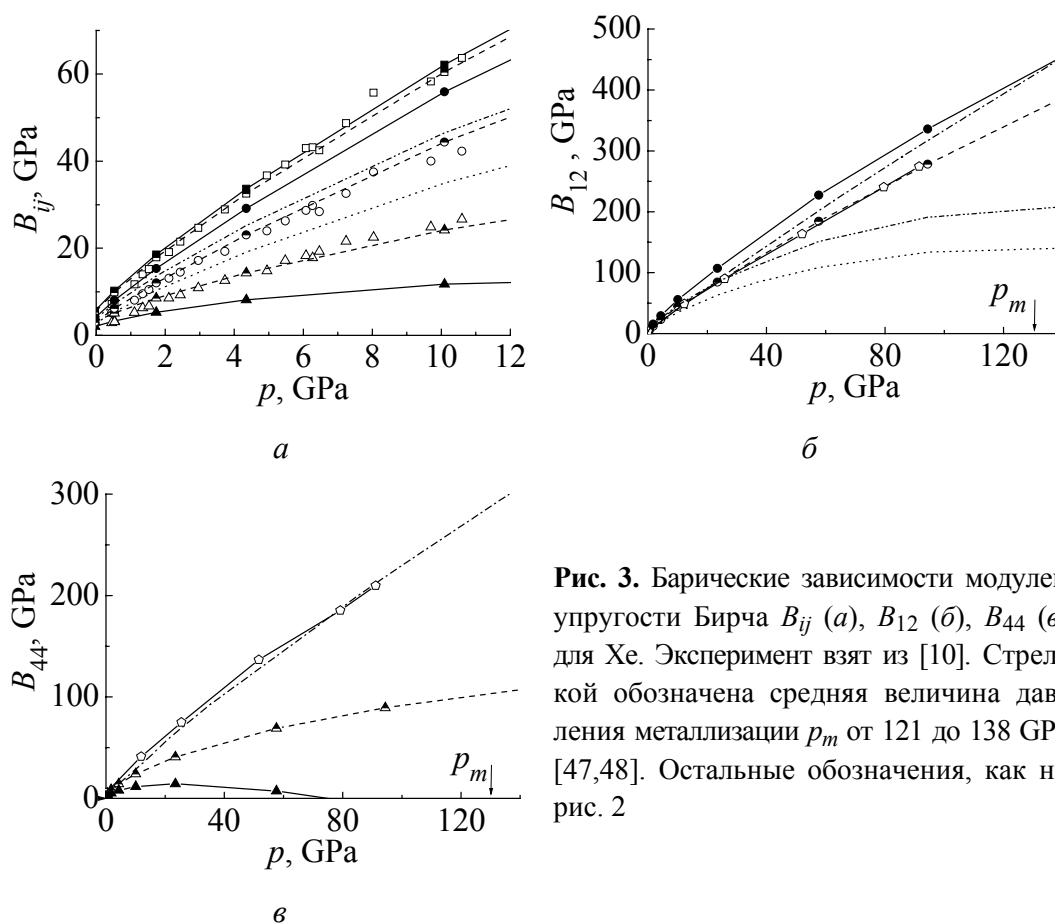 60
40
20
0
B_ij, GPa
0 2 4 6 8 10 12
p, GPa
а
500
400
300
200
100
0
B_12, GPa
0 40 80 120
p_m
p, GPa
б
300
200
100
0
B_44, GPa
0 40 80 120
p_m
p, GPa
в
Рис. 3. Барические зависимости модулей
упругости Бирча B_ij (а), B_12 (б), B_44 (в)
для Xe. Эксперимент взят из [10]. Стрел-
кой обозначена средняя величина дав-
ления металлизации p_m от 121 до 138 GP
[47,48]. Остальные обозначения, как н
рис. 2